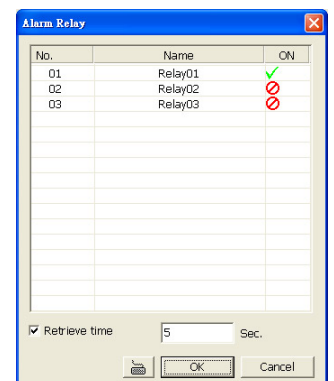 Alarm Relay
No. Name ON
01 Relay01
02 Relay02
03 Relay03
Retrieve time 5 Sec.
OK Cancel